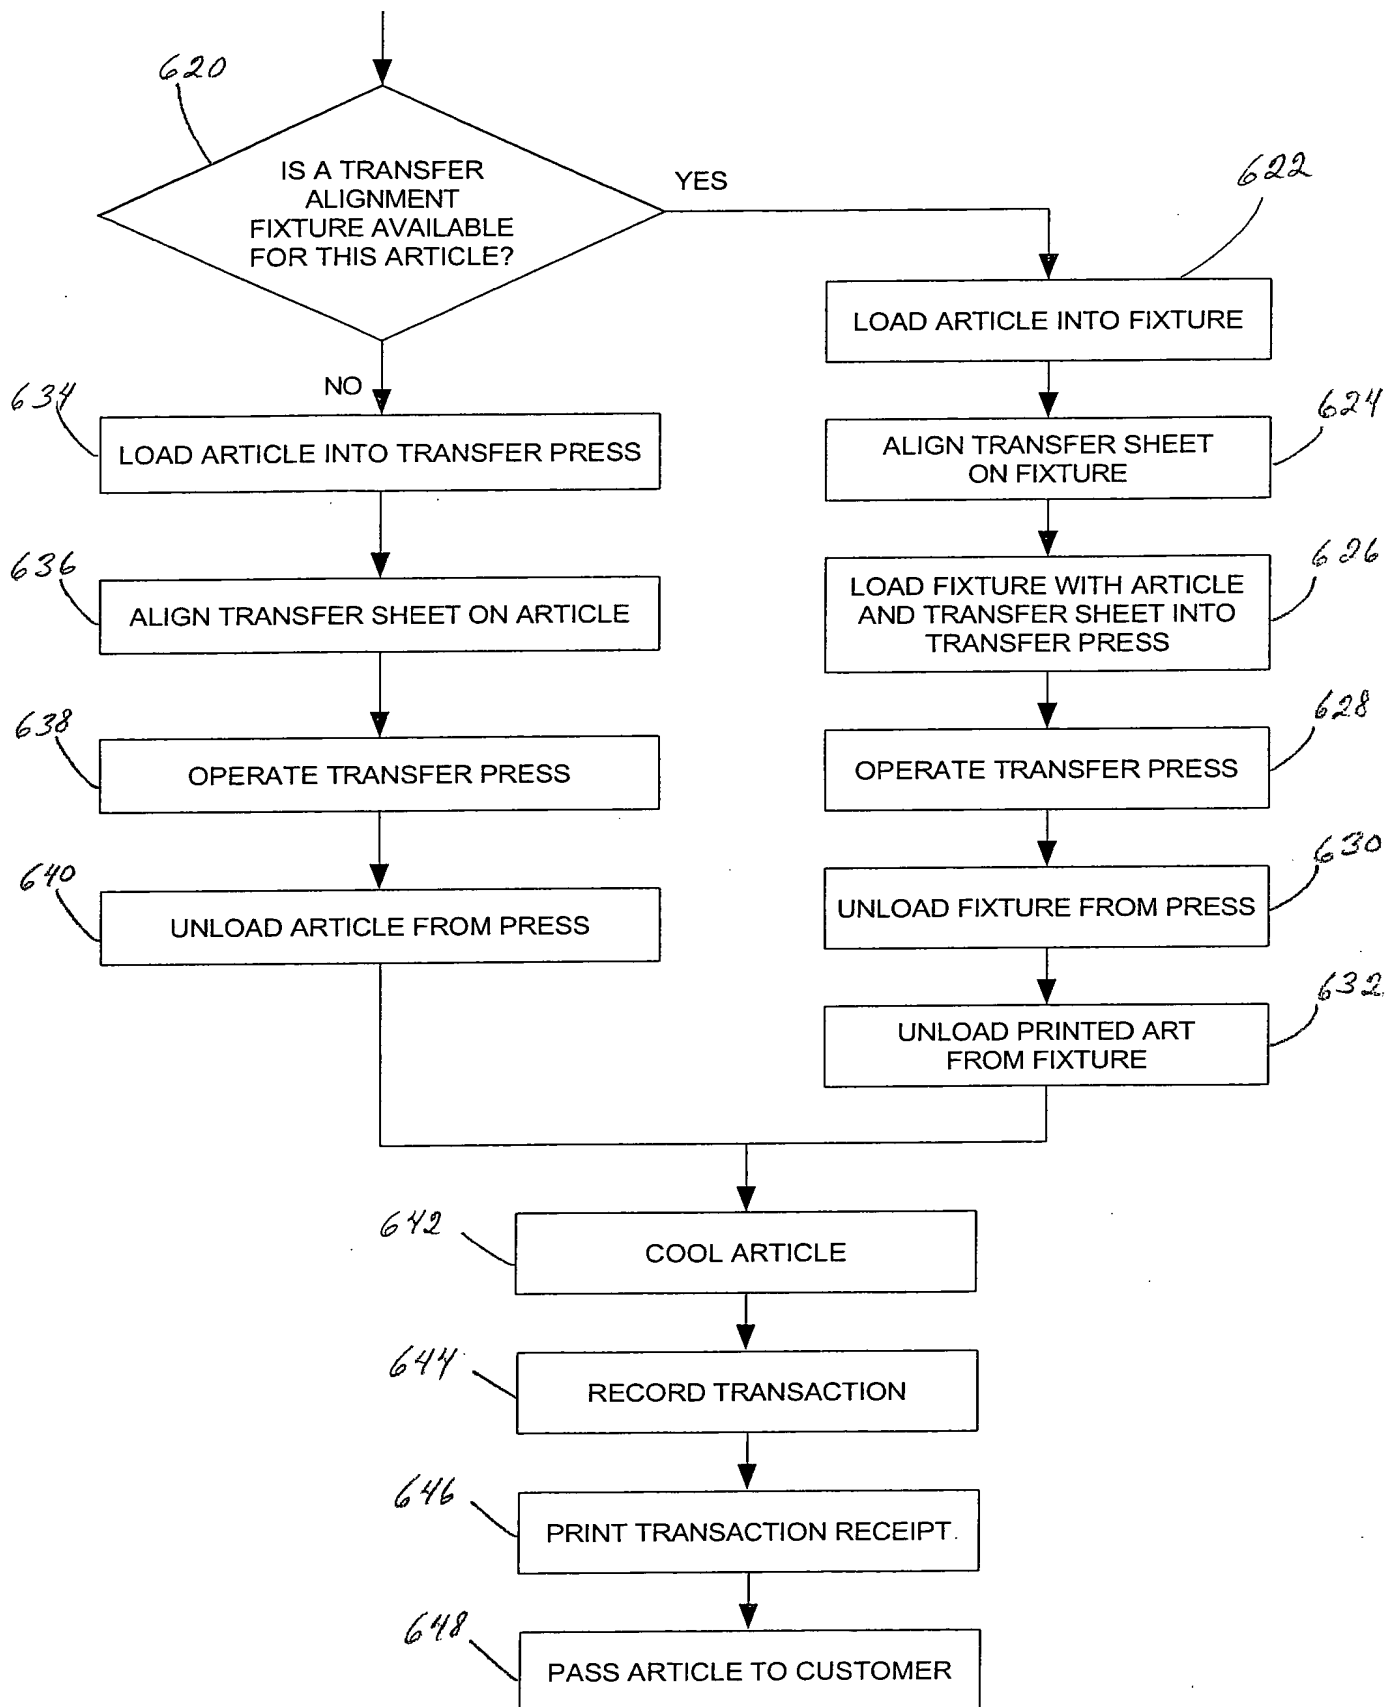 620
IS A TRANSFER
ALIGNMENT
FIXTURE AVAILABLE
FOR THIS ARTICLE?
YES
NO
622
LOAD ARTICLE INTO FIXTURE
624
ALIGN TRANSFER SHEET
ON FIXTURE
626
LOAD FIXTURE WITH ARTICLE
AND TRANSFER SHEET INTO
TRANSFER PRESS
628
OPERATE TRANSFER PRESS
630
UNLOAD FIXTURE FROM PRESS
632
UNLOAD PRINTED ART
FROM FIXTURE
634
LOAD ARTICLE INTO TRANSFER PRESS
636
ALIGN TRANSFER SHEET ON ARTICLE
638
OPERATE TRANSFER PRESS
640
UNLOAD ARTICLE FROM PRESS
642
COOL ARTICLE
644
RECORD TRANSACTION
646
PRINT TRANSACTION RECEIPT
648
PASS ARTICLE TO CUSTOMER